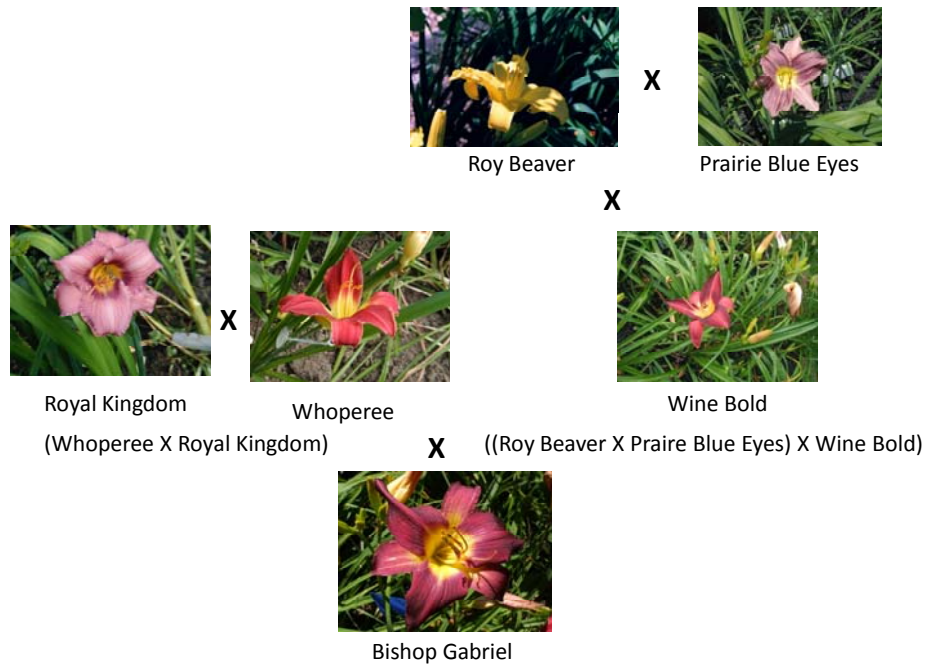 X
Roy Beaver
Prairie Blue Eyes
X
X
Royal Kingdom
Whoperee
Wine Bold
(Whoperee X Royal Kingdom)
X
((Roy Beaver X Praire Blue Eyes) X Wine Bold)
Bishop Gabriel